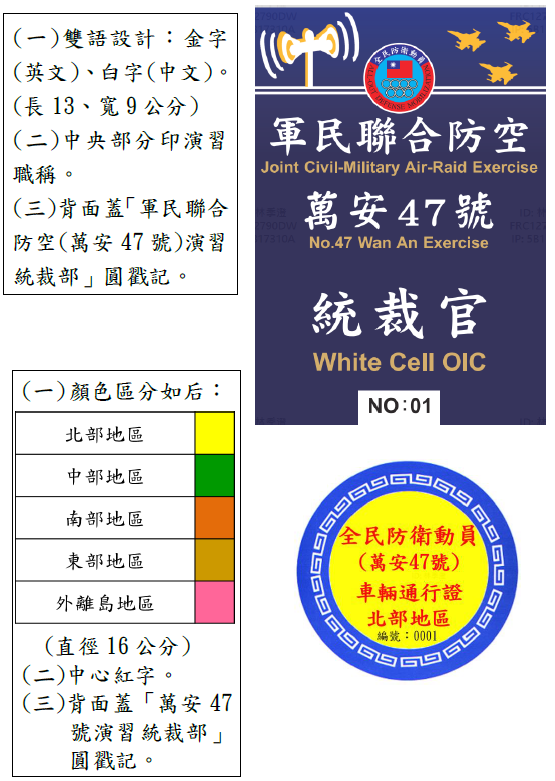 (一)雙語設計：金字
(英文)、白字(中文)。
(長 13、寬 9 公分)
(二)中央部分印演習
職稱。
(三)背面蓋「軍民聯合
防空(萬安 47 號)演習
統裁部」圓戳記。
全民防衛動員
ALL-OUT DEFENSE MOBILIZATION
軍民聯合防空
Joint Civil-Military Air-Raid Exercise
萬安47號
No.47 Wan An Exercise
統裁官
White Cell OIC
NO:01
(一)顏色區分如后：
北部地區
中部地區
南部地區
東部地區
外離島地區
(直徑 16 公分)
(二)中心紅字。
(三)背面蓋「萬安 47
號演習統裁部」
圓戳記。
全民防衛動員
(萬安47號)
車輛通行證
北部地區
編號：0001